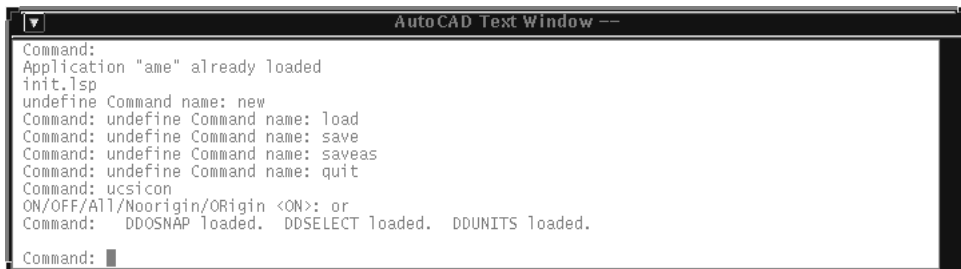 AutoCAD Text Window --
Command:
Application "ame" already loaded
init.lsp
undefine Command name: new
Command: undefine Command name: load
Command: undefine Command name: save
Command: undefine Command name: saveas
Command: undefine Command name: quit
Command: ucsicon
ON/OFF/All/Noorigin/ORigin <ON>: or
Command:   DDOSNAP loaded.  DDSELECT loaded.  DDUNITS loaded.
Command: